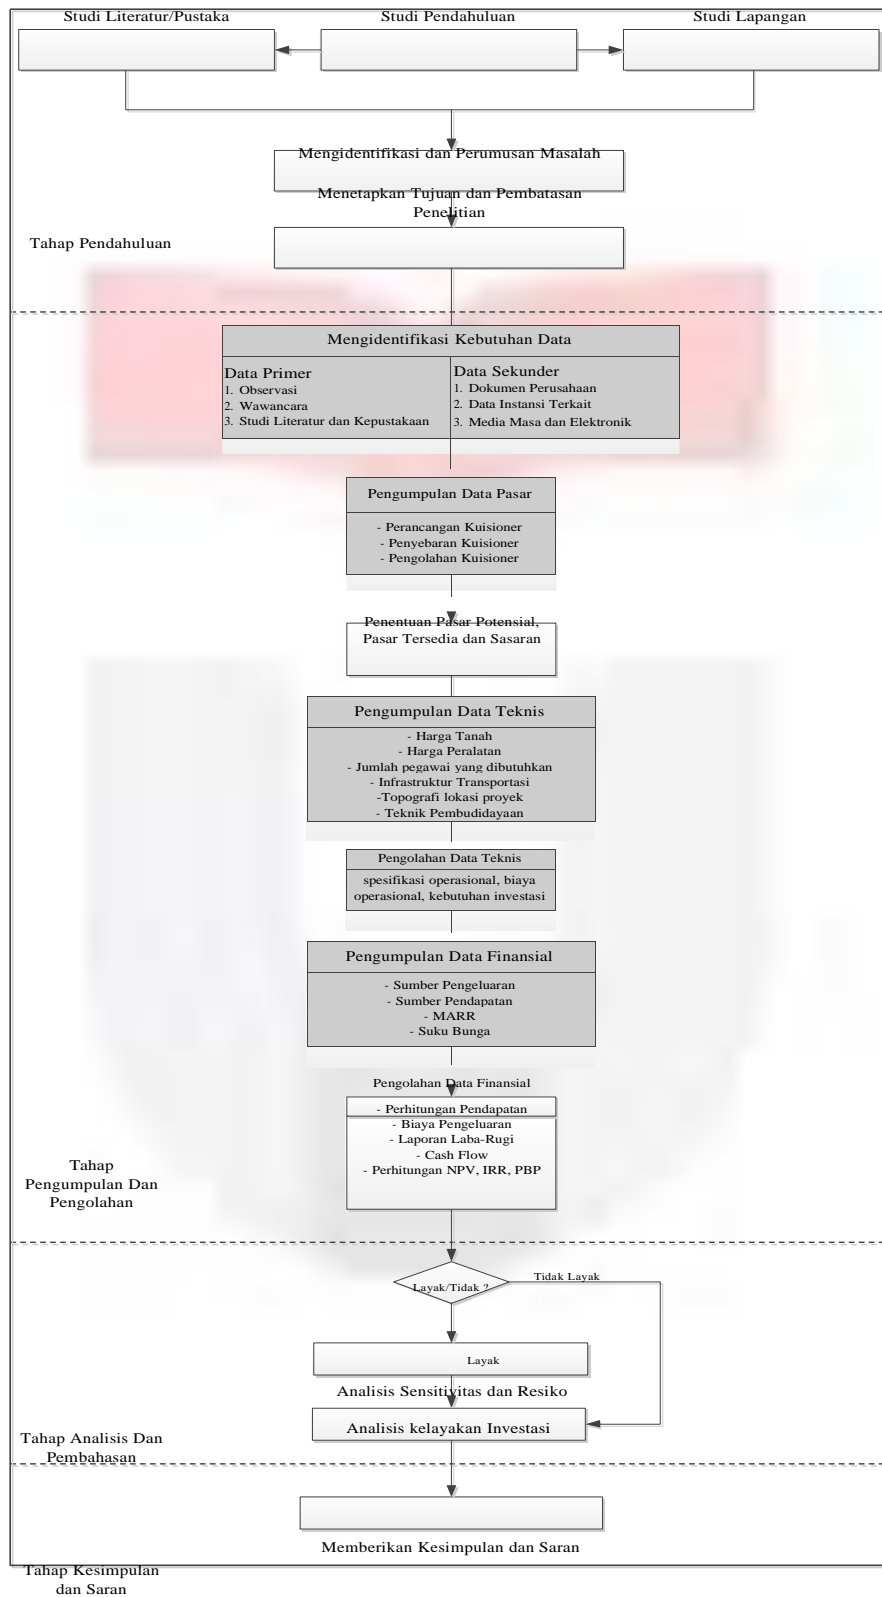 Studi Literatur/Pustaka
Studi Pendahuluan
Studi Lapangan
Mengidentifikasi dan Perumusan Masalah
Menetapkan Tujuan dan Pembatasan
Penelitian
Tahap Pendahuluan
Mengidentifikasi Kebutuhan Data
Data Primer
1. Observasi
2. Wawancara
3. Studi Literatur dan Kepustakaan
Data Sekunder
1. Dokumen Perusahaan
2. Data Instansi Terkait
3. Media Masa dan Elektronik
Pengumpulan Data Pasar
- Perancangan Kuisioner
- Penyebaran Kuisioner
- Pengolahan Kuisioner
Penentuan Pasar Potensial,
Pasar Tersedia dan Sasaran
Pengumpulan Data Teknis
- Harga Tanah
- Harga Peralatan
- Jumlah pegawai yang dibutuhkan
- Infrastruktur Transportasi
-Topografi lokasi proyek
- Teknik Pembudidayaan
Pengolahan Data Teknis
spesifikasi operasional, biaya
operasional, kebutuhan investasi
Pengumpulan Data Finansial
- Sumber Pengeluaran
- Sumber Pendapatan
- MARR
- Suku Bunga
Pengolahan Data Finansial
- Perhitungan Pendapatan
- Biaya Pengeluaran
- Laporan Laba-Rugi
- Cash Flow
- Perhitungan NPV, IRR, PBP
Tahap
Pengumpulan Dan
Pengolahan
Layak/Tidak ?
Tidak Layak
Layak
Analisis Sensitivitas dan Resiko
Analisis kelayakan Investasi
Tahap Analisis Dan
Pembahasan
Memberikan Kesimpulan dan Saran
Tahap Kesimpulan
dan Saran